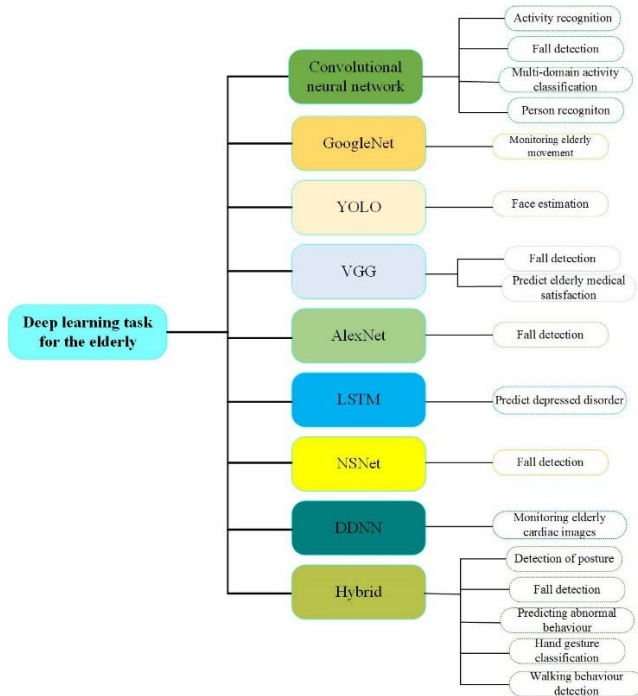 Deep learning task
for the elderly
Convolutional
neural network
Activity recognition
Fall detection
Multi-domain activity
classification
Person recogniton
GoogleNet
Monitoring elderly
movement
YOLO
Face estimation
VGG
Fall detection
Predict elderly medical
satisfaction
AlexNet
Fall detection
LSTM
Predict depressed disorder
NSNet
Fall detection
DDNN
Monitoring elderly
cardiac images
Hybrid
Detection of posture
Fall detection
Predicting abnormal
behaviour
Hand gesture
classification
Walking behaviour
detection